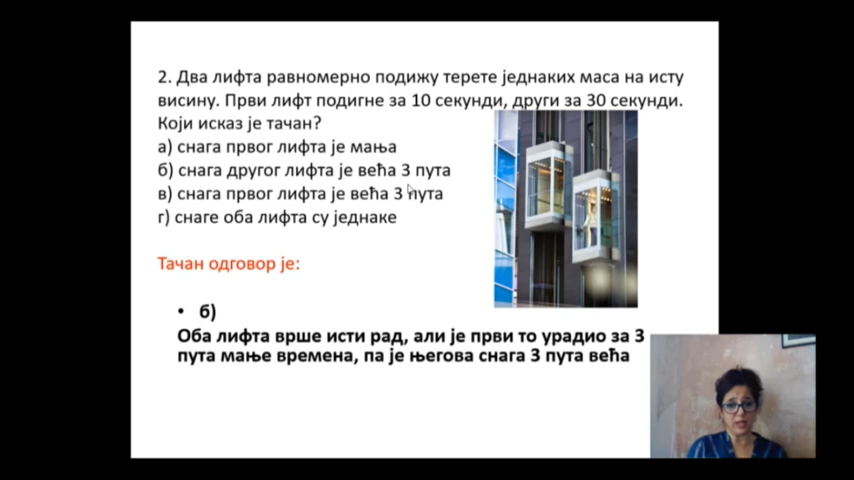 2. Два лифта равномерно подижу терете једнаких маса на исту
висину. Први лифт подигне за 10 секунди, други за 30 секунди.
Који исказ је тачан?
а) снага првог лифта је мања
б) снага другог лифта је већа 3 пута
в) снага првог лифта је већа 3 пута
г) снаге оба лифта су једнаке
Тачан одговор је:
• б)
Оба лифта врше исти рад, али је први то урадио за 3
пута мање времена, па је његова снага 3 пута већа